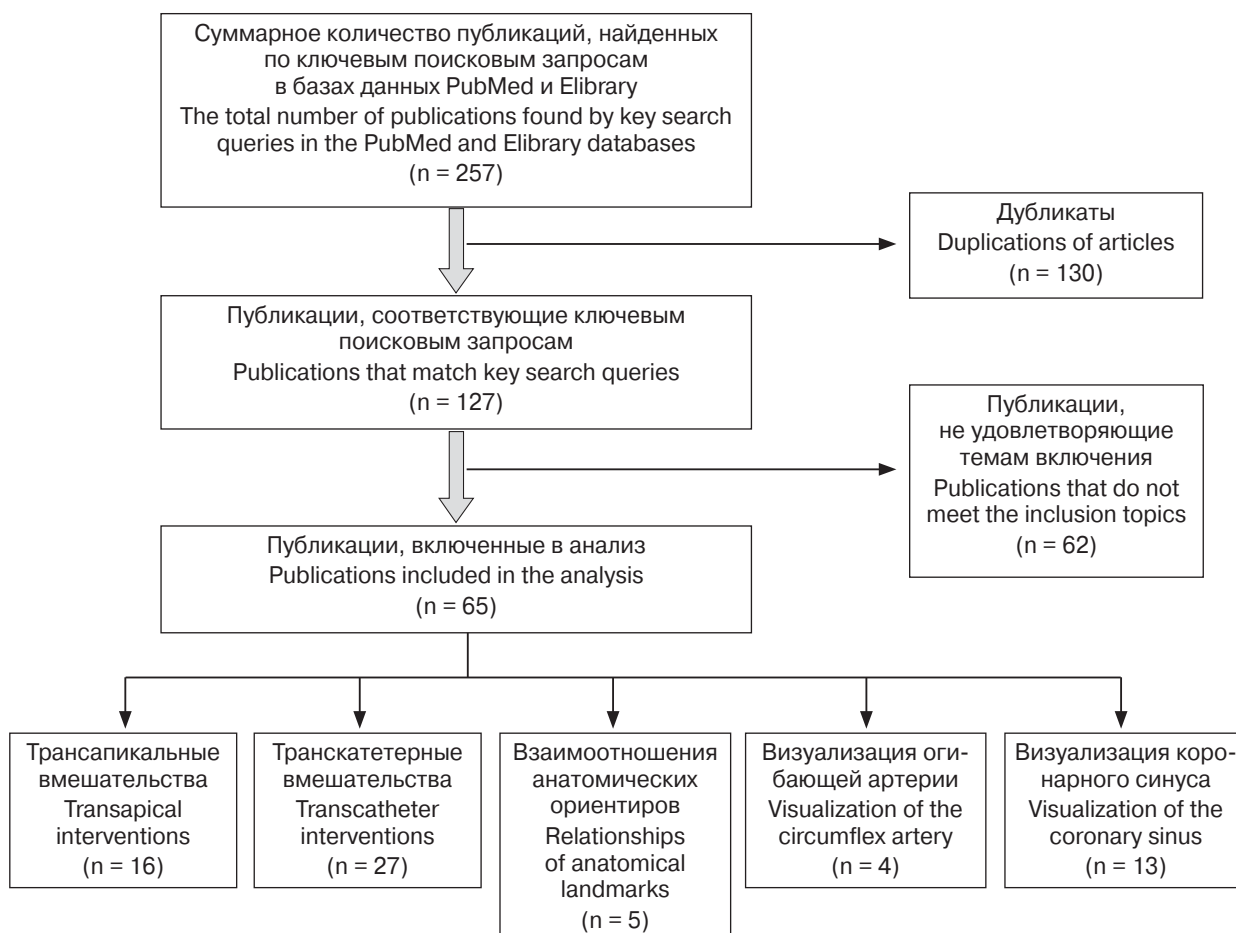 Суммарное количество публикаций, найденных
по ключевым поисковым запросам
в базах данных PubMed и Elibrary
The total number of publications found by key search
queries in the PubMed and Elibrary databases
(n = 257)
Дубликаты
Duplications of articles
(n = 130)
Публикации, соответствующие ключевым
поисковым запросам
Publications that match key search queries
(n = 127)
Публикации,
не удовлетворяющие
темам включения
Publications that do not
meet the inclusion topics
(n = 62)
Публикации, включенные в анализ
Publications included in the analysis
(n = 65)
Трансапикальные
вмешательства
Transapical
interventions
(n = 16)
Транскатетерные
вмешательства
Transcatheter
interventions
(n = 27)
Взаимоотношения
анатомических
ориентиров
Relationships
of anatomical
landmarks
(n = 5)
Визуализация оги-
бающей артерии
Visualization of the
circumflex artery
(n = 4)
Визуализация коро-
нарного синуса
Visualization of the
coronary sinus
(n = 13)